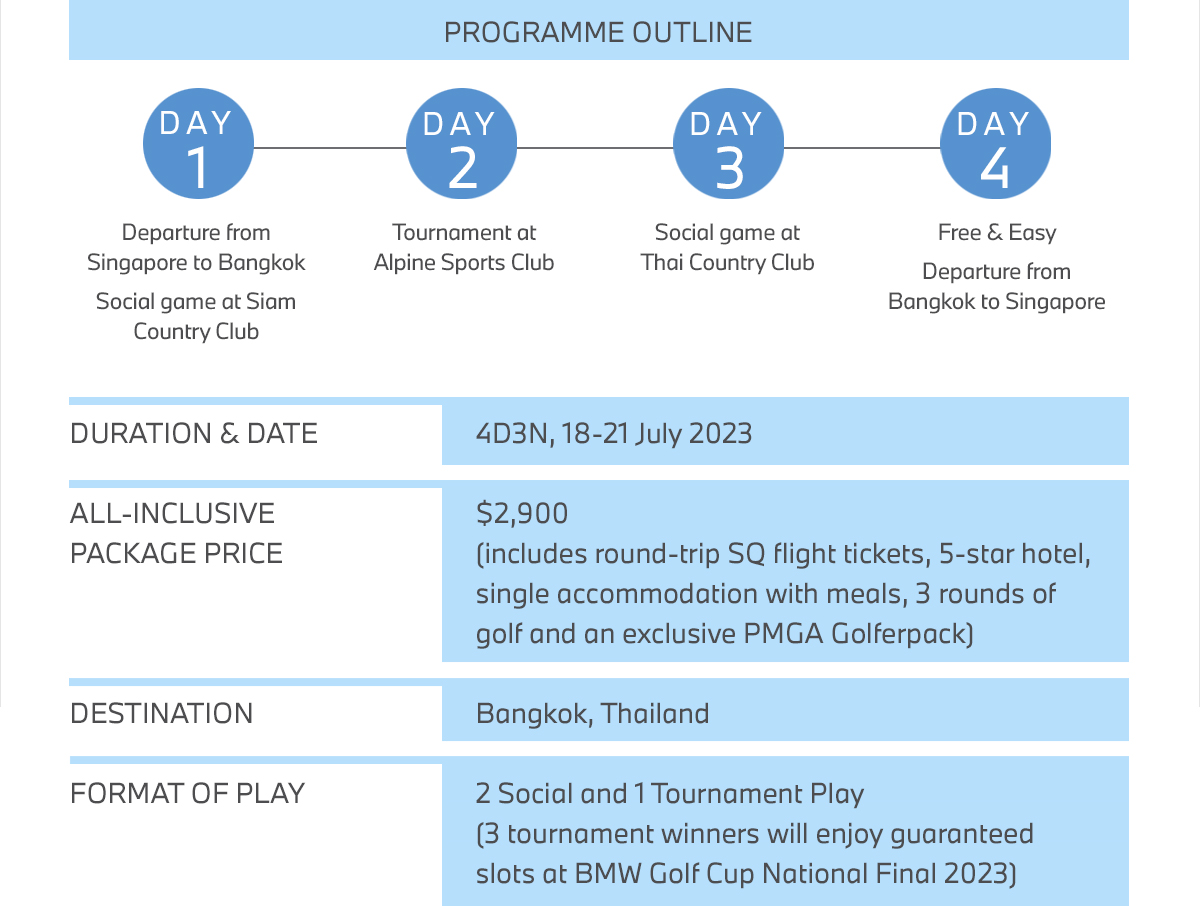 PROGRAMME OUTLINE
DAY
1
Departure from
Singapore to Bangkok
Social game at Siam
Country Club
DAY
2
Tournament at
Alpine Sports Club
DAY
3
Social game at
Thai Country Club
DAY
4
Free & Easy
Departure from
Bangkok to Singapore
DURATION & DATE
4D3N, 18-21 July 2023
ALL-INCLUSIVE
PACKAGE PRICE
$2,900
(includes round-trip SQ flight tickets, 5-star hotel,
single accommodation with meals, 3 rounds of
golf and an exclusive PMGA Golferpack)
DESTINATION
Bangkok, Thailand
FORMAT OF PLAY
2 Social and 1 Tournament Play
(3 tournament winners will enjoy guaranteed
slots at BMW Golf Cup National Final 2023)